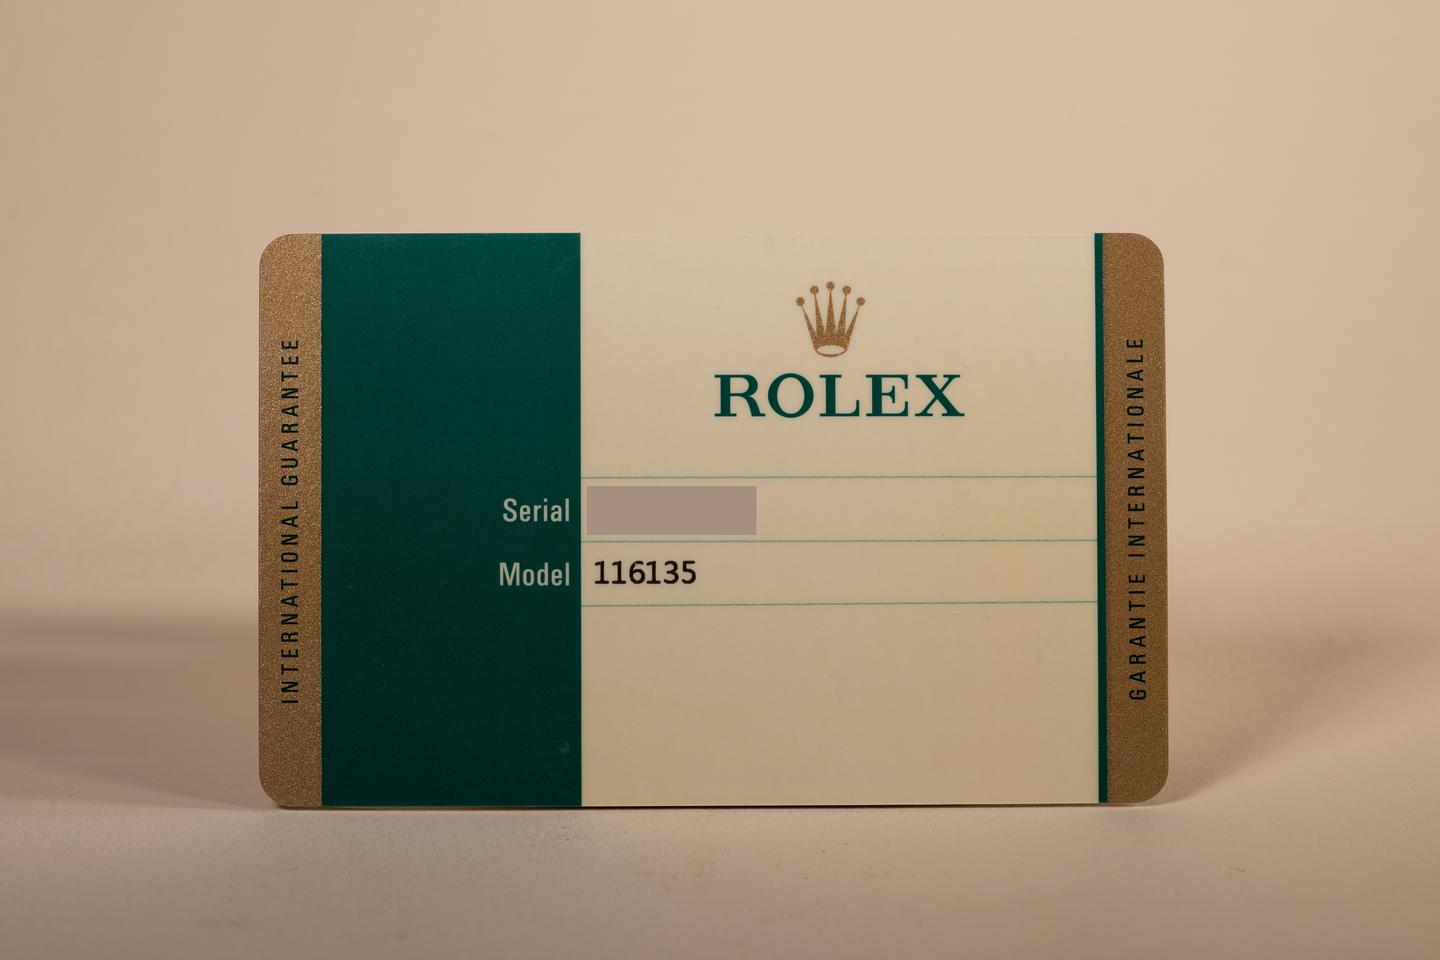 INTERNATIONAL GUARANTEE
ROLEX
Serial
Model 116135
GARANTIE INTERNATIONALE